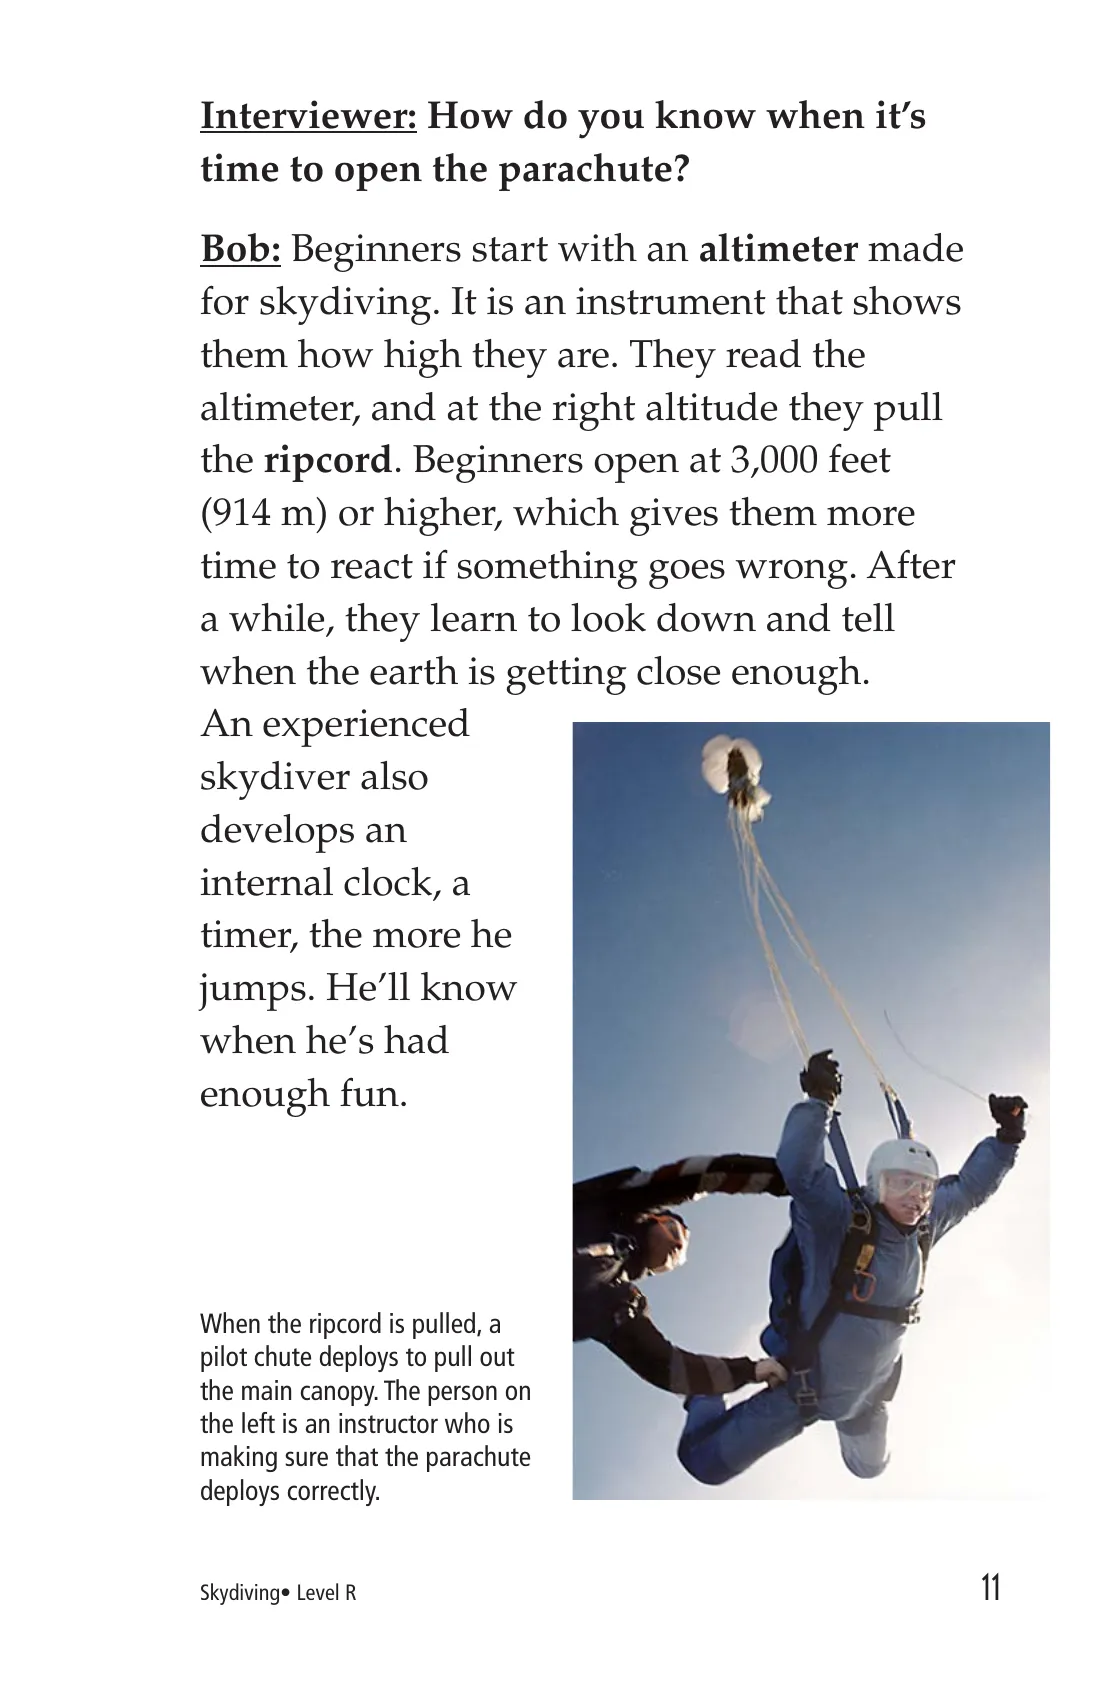 Interviewer: How do you know when it’s
time to open the parachute?
Bob: Beginners start with an altimeter made
for skydiving. It is an instrument that shows
them how high they are. They read the
altimeter, and at the right altitude they pull
the ripcord. Beginners open at 3,000 feet
(914 m) or higher, which gives them more
time to react if something goes wrong. After
a while, they learn to look down and tell
when the earth is getting close enough.
An experienced
skydiver also
develops an
internal clock, a
timer, the more he
jumps. He’ll know
when he’s had
enough fun.
When the ripcord is pulled, a
pilot chute deploys to pull out
the main canopy. The person on
the left is an instructor who is
making sure that the parachute
deploys correctly.
Skydiving• Level R
11